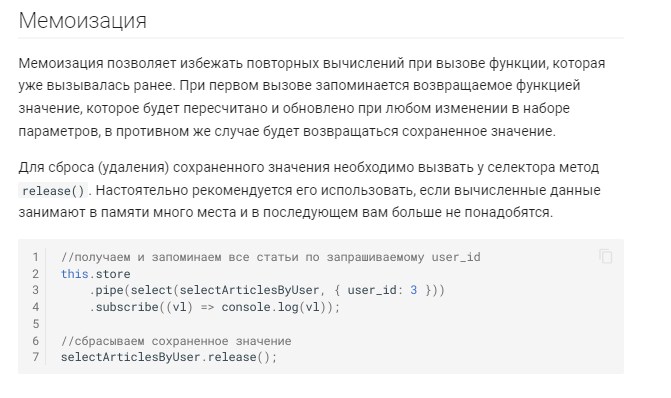 Мемоизация
Мемоизация позволяет избежать повторных вычислений при вызове функции, которая
уже вызывалась ранее. При первом вызове запоминается возвращаемое функцией
значение, которое будет пересчитано и обновлено при любом изменении в наборе
параметров, в противном же случае будет возвращаться сохраненное значение.
Для сброса (удаления) сохраненного значения необходимо вызвать у селектора метод
release(). Настоятельно рекомендуется его использовать, если вычисленные данные
занимают в памяти много места и в последующем вам больше не понадобятся.
1 //получаем и запоминаем все статьи по запрашиваемому user_id
2 this.store
3     .pipe(select(selectArticlesByUser, { user_id: 3 }))
4     .subscribe((vl) => console.log(vl));
5
6 //сбрасываем сохраненное значение
7 selectArticlesByUser.release();